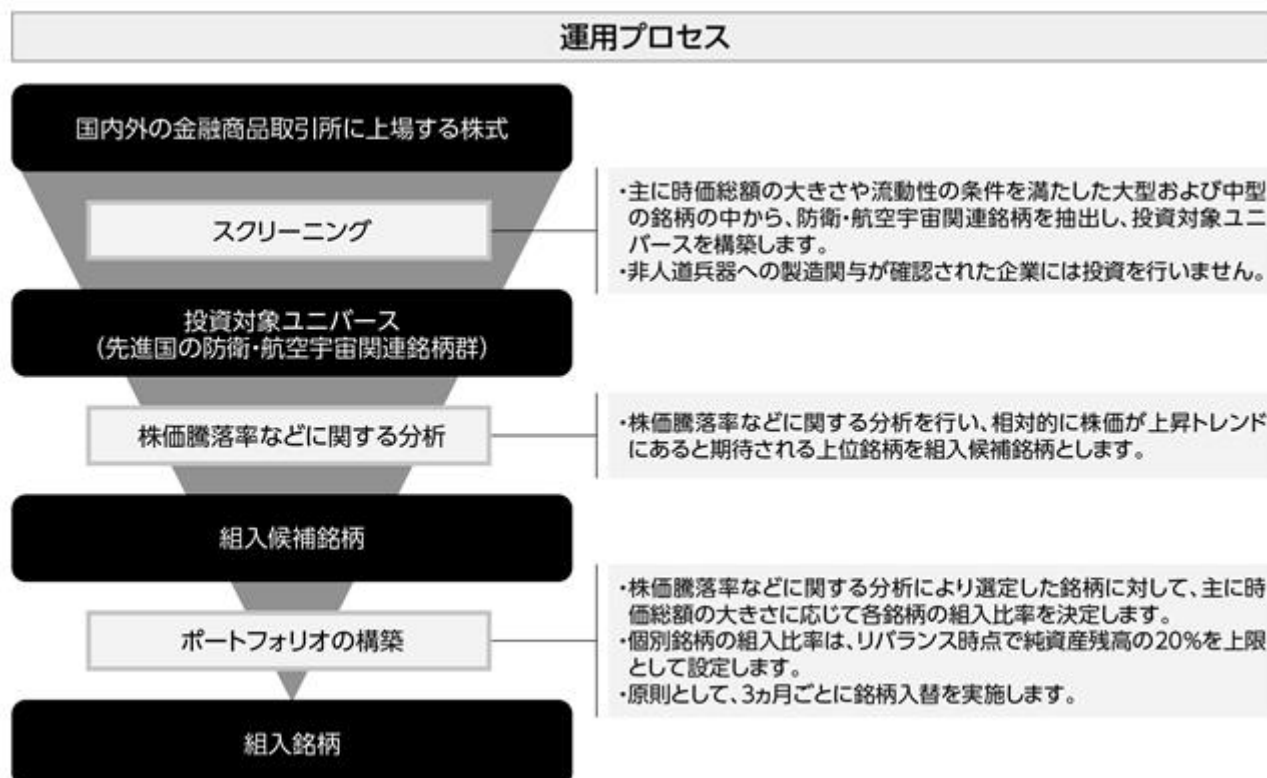 運用プロセス
国内外の金融商品取引所に上場する株式
スクリーニング
・主に時価総額の大きさや流動性の条件を満たした大型および中型
の銘柄の中から、防衛・航空宇宙関連銘柄を抽出し、投資対象ユニ
バースを構築します。
・非人道兵器への製造関与が確認された企業には投資を行いません。
投資対象ユニバース
(先進国の防衛・航空宇宙関連銘柄群)
株価騰落率などに関する分析
・株価騰落率などに関する分析を行い、相対的に株価が上昇トレンド
にあると期待される上位銘柄を組入候補銘柄とします。
組入候補銘柄
ポートフォリオの構築
・株価騰落率などに関する分析により選定した銘柄に対して、主に時
価総額の大きさに応じて各銘柄の組入比率を決定します。
・個別銘柄の組入比率は、リバランス時点で純資産残高の20%を上限
として設定します。
・原則として、3ヵ月ごとに銘柄入替を実施します。
組入銘柄